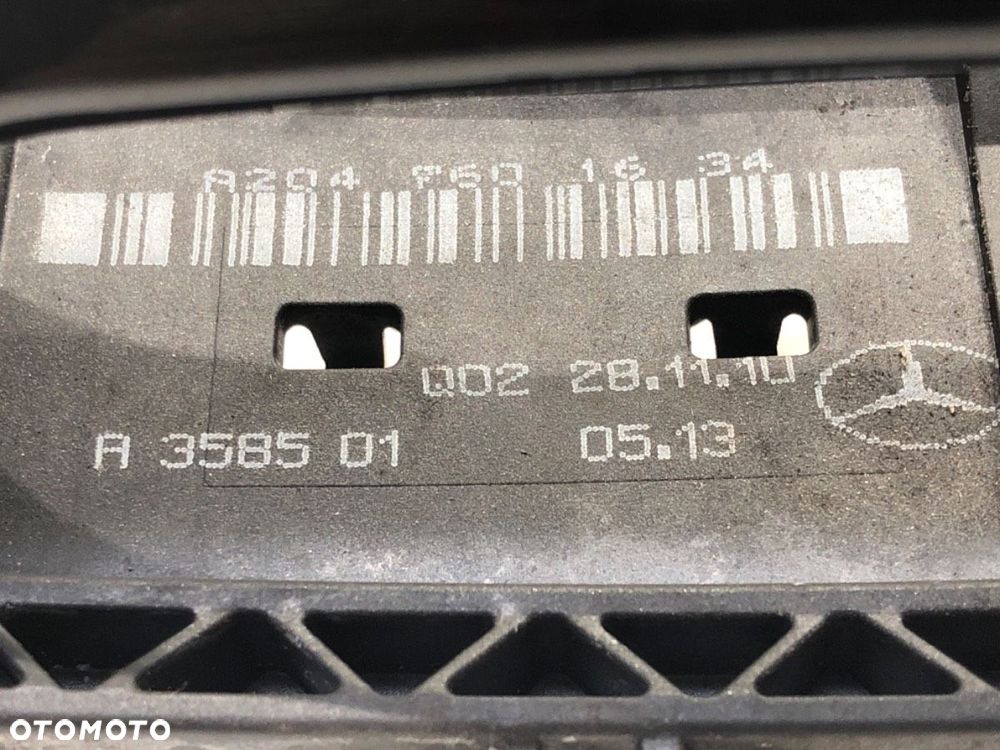 A204 760 16 34
Q02 28.11.10
A 3585 01 05.13
OTOMOTO